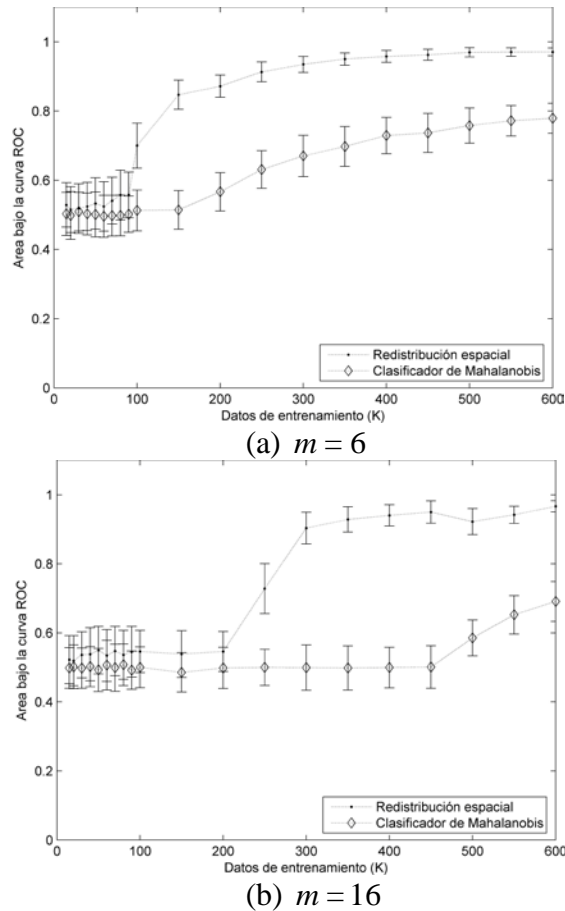 1
0.8
0.6
0.4
0.2
0
Area bajo la curva ROC
Redistribución espacial
Clasificador de Mahalanobis
0 100 200 300 400 500 600
Datos de entrenamiento (K)
(a) m = 6
1
0.8
0.6
0.4
0.2
0
Area bajo la curva ROC
Redistribución espacial
Clasificador de Mahalanobis
0 100 200 300 400 500 600
Datos de entrenamiento (K)
(b) m = 16